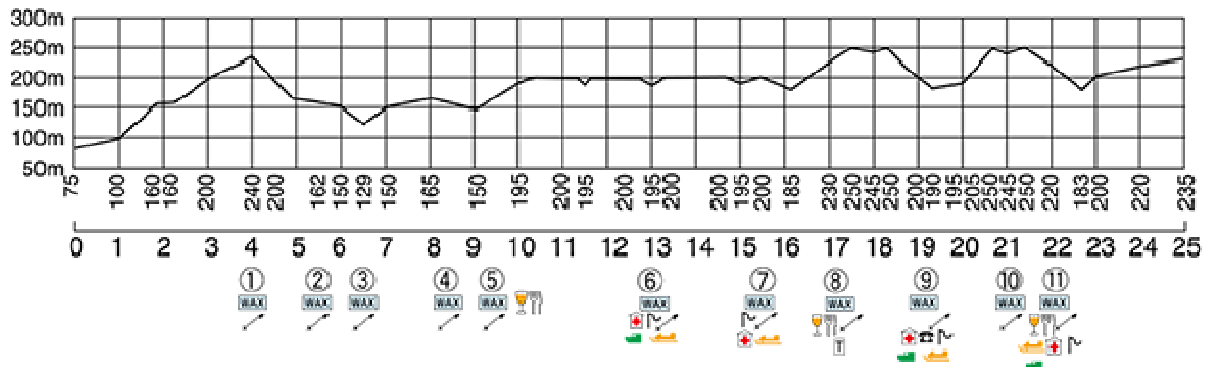 300m
250m
200m
150m
100m
50m
75 100 160 160 200 240 200 162 150 129 150 165 150 195 200 195 200 195 200 200 195 200 185 230 250 245 250 200 190 195 205 250 245 250 220 183 200 220 235
0 1 2 3 4 5 6 7 8 9 10 11 12 13 14 15 16 17 18 19 20 21 22 23 24 25
① ② ③ ④ ⑤ ⑥ ⑦ ⑧ ⑨ ⑩ ⑪
WAX WAX WAX WAX WAX WAX WAX WAX WAX WAX WAX
T